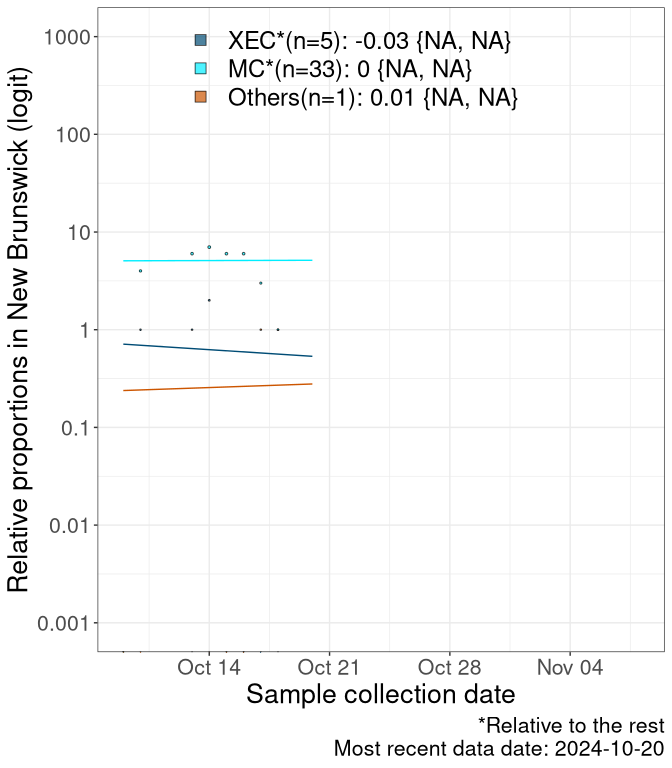 XEC*(n=5): -0.03 {NA, NA}
MC*(n=33): 0 {NA, NA}
Others(n=1): 0.01 {NA, NA}
Relative proportions in New Brunswick (logit)
1000
100
10
1
0.1
0.01
0.001
Oct 14 Oct 21 Oct 28 Nov 04
Sample collection date
*Relative to the rest
Most recent data date: 2024-10-20